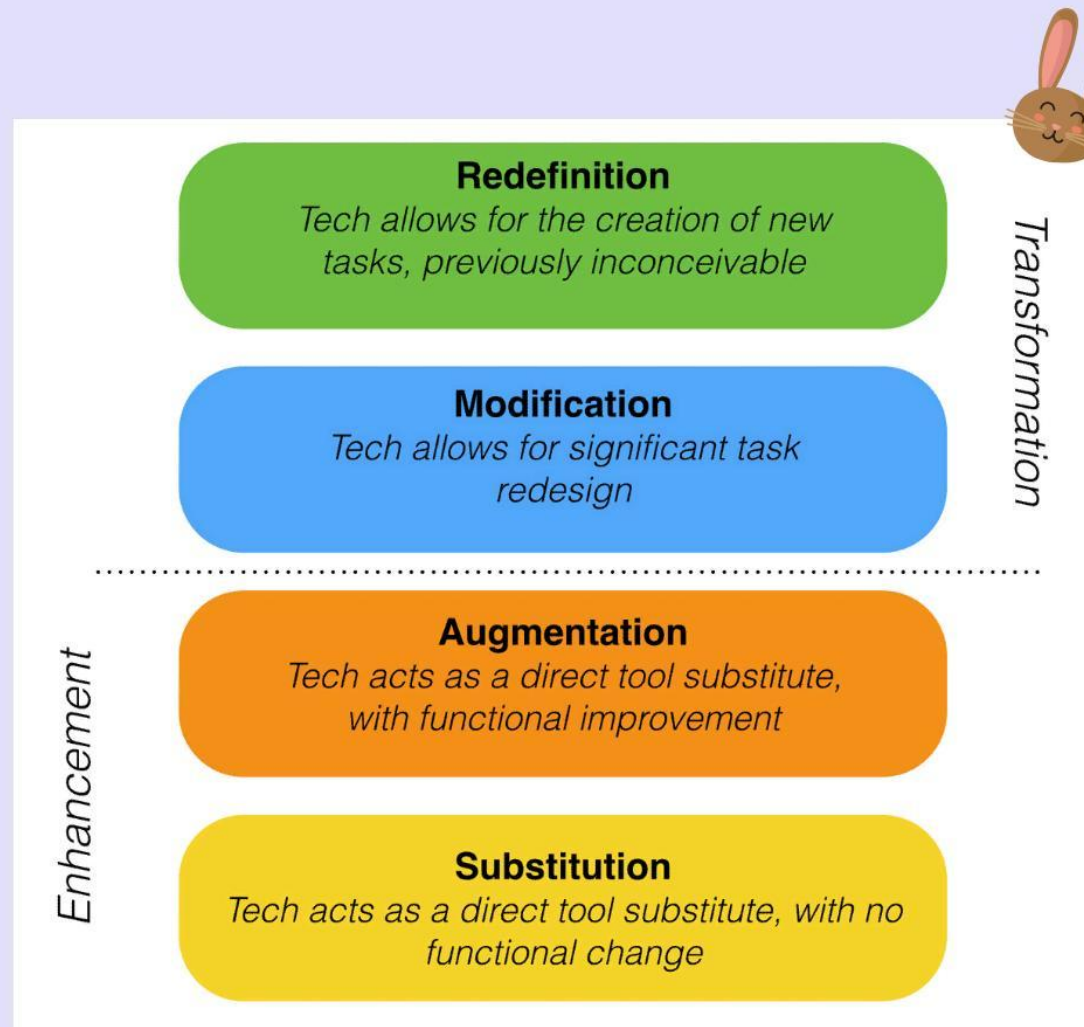 Redefinition
Tech allows for the creation of new
tasks, previously inconceivable
Transformation
Modification
Tech allows for significant task
redesign
Augmentation
Tech acts as a direct tool substitute,
with functional improvement
Enhancement
Substitution
Tech acts as a direct tool substitute, with no
functional change